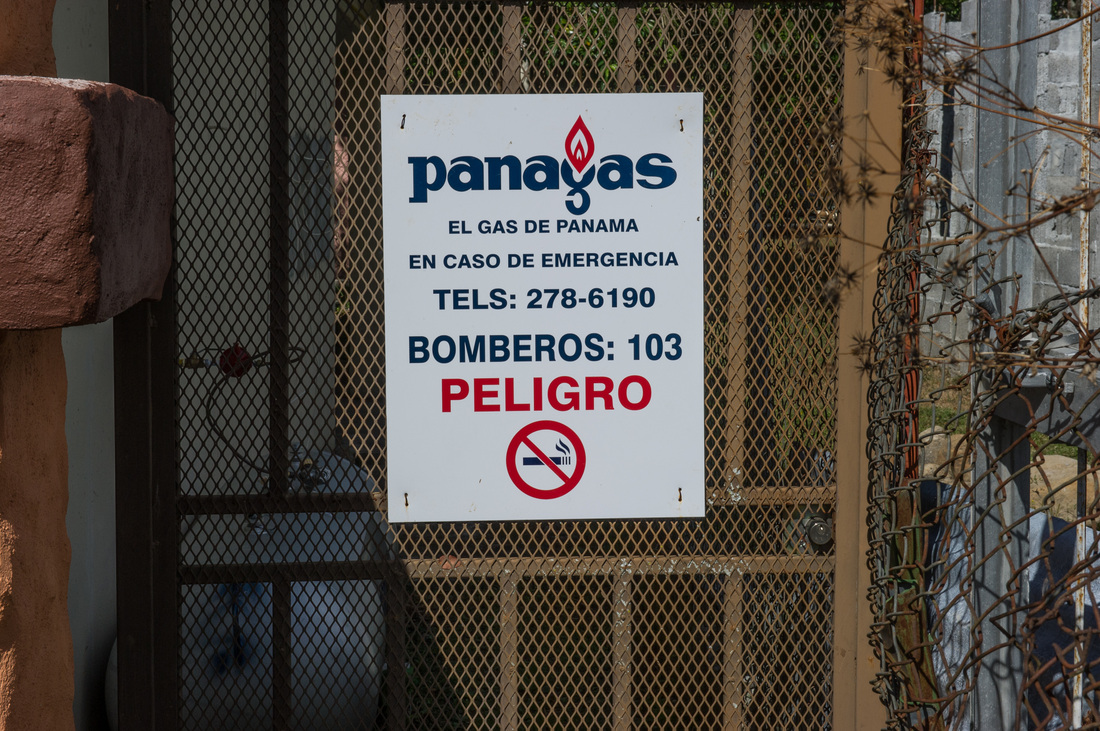 panagas
EL GAS DE PANAMA
EN CASO DE EMERGENCIA
TELS: 278-6190
BOMBEROS: 103
PELIGRO